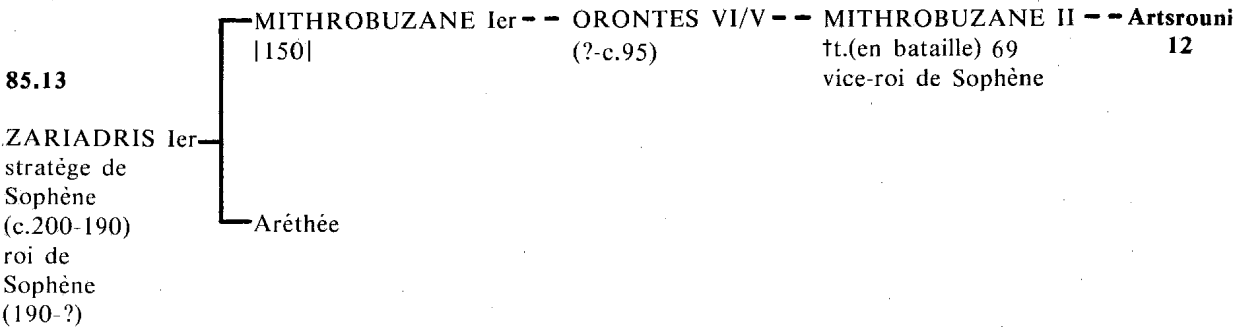 MITHROBUZANE Ier -- ORONTES VI/V -- MITHROBUZANE II -- Artsrouni
|150| (?-c.95) †t.(en bataille) 69 12
85.13 vice-roi de Sophène
ZARIADRIS Ier
stratége de
Sophène
(c.200-190) Aréthée
roi de
Sophène
(190-?)